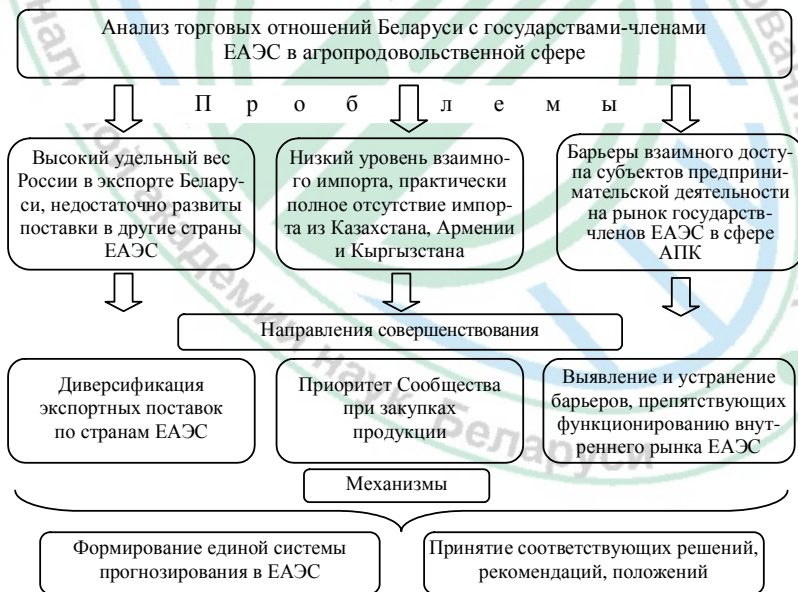 Анализ торговых отношений Беларуси с государствами-членами
ЕАЭС в агропродовольственной сфере
П р о б л е м ы
Высокий удельный вес
России в экспорте Белару-
си, недостаточно развиты
поставки в другие страны
ЕАЭС
Низкий уровень взаимно-
го импорта, практически
полное отсутствие импор-
та из Казахстана, Армении
и Кыргызстана
Барьеры взаимного досту-
па субъектов предприни-
мательской деятельности
на рынок государств-
членов ЕАЭС в сфере
АПК
Направления совершенствования
Диверсификация
экспортных поставок
по странам ЕАЭС
Приоритет Сообщества
при закупках
продукции
Выявление и устранение
барьеров, препятствующих
функционированию внут-
реннего рынка ЕАЭС
Механизмы
Формирование единой системы
прогнозирования в ЕАЭС
Принятие соответствующих решений,
рекомендаций, положений
академии наук Беларуси